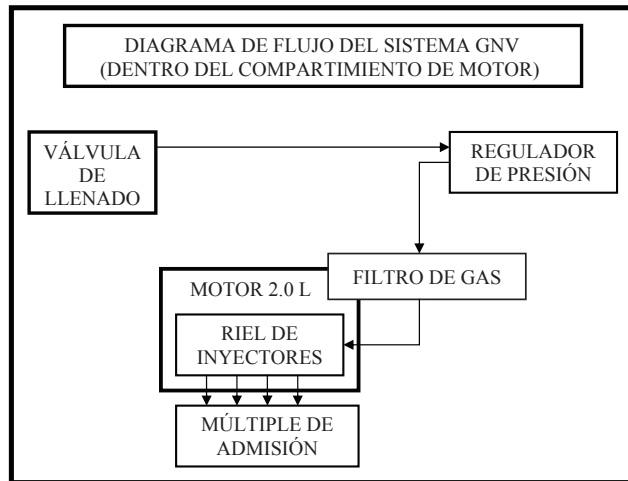 DIAGRAMA DE FLUJO DEL SISTEMA GNV
(DENTRO DEL COMPARTIMIENTO DE MOTOR)
VÁLVULA
DE
LLENADO
REGULADOR
DE PRESIÓN
FILTRO DE GAS
MOTOR 2.0 L
RIEL DE
INYECTORES
MÚLTIPLE DE
ADMISIÓN